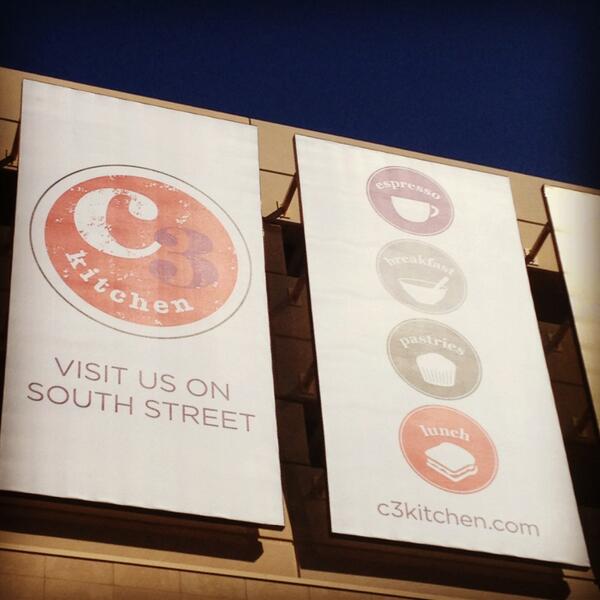 C3
kitchen
VISIT US ON
SOUTH STREET
espresso
breakfast
pastries
lunch
c3kitchen.com